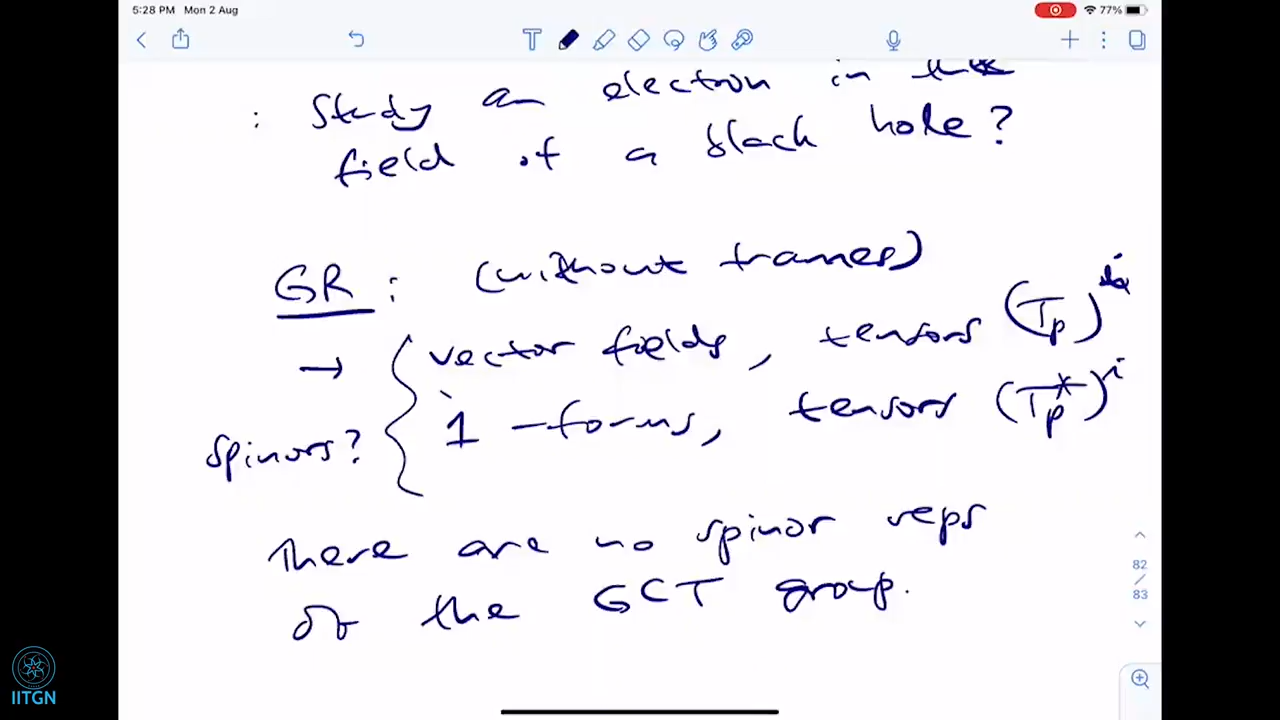 5:28 PM Mon 2 Aug
77%
: Study an electron in the
field of a black hole?
GR : (without frames)
→ { vector fields, tensors (Tp)^i
spinors? 1-forms, tensors (Tp*)^i
There are no spinor reps
of the GCT group.
82
/
83
IITGN